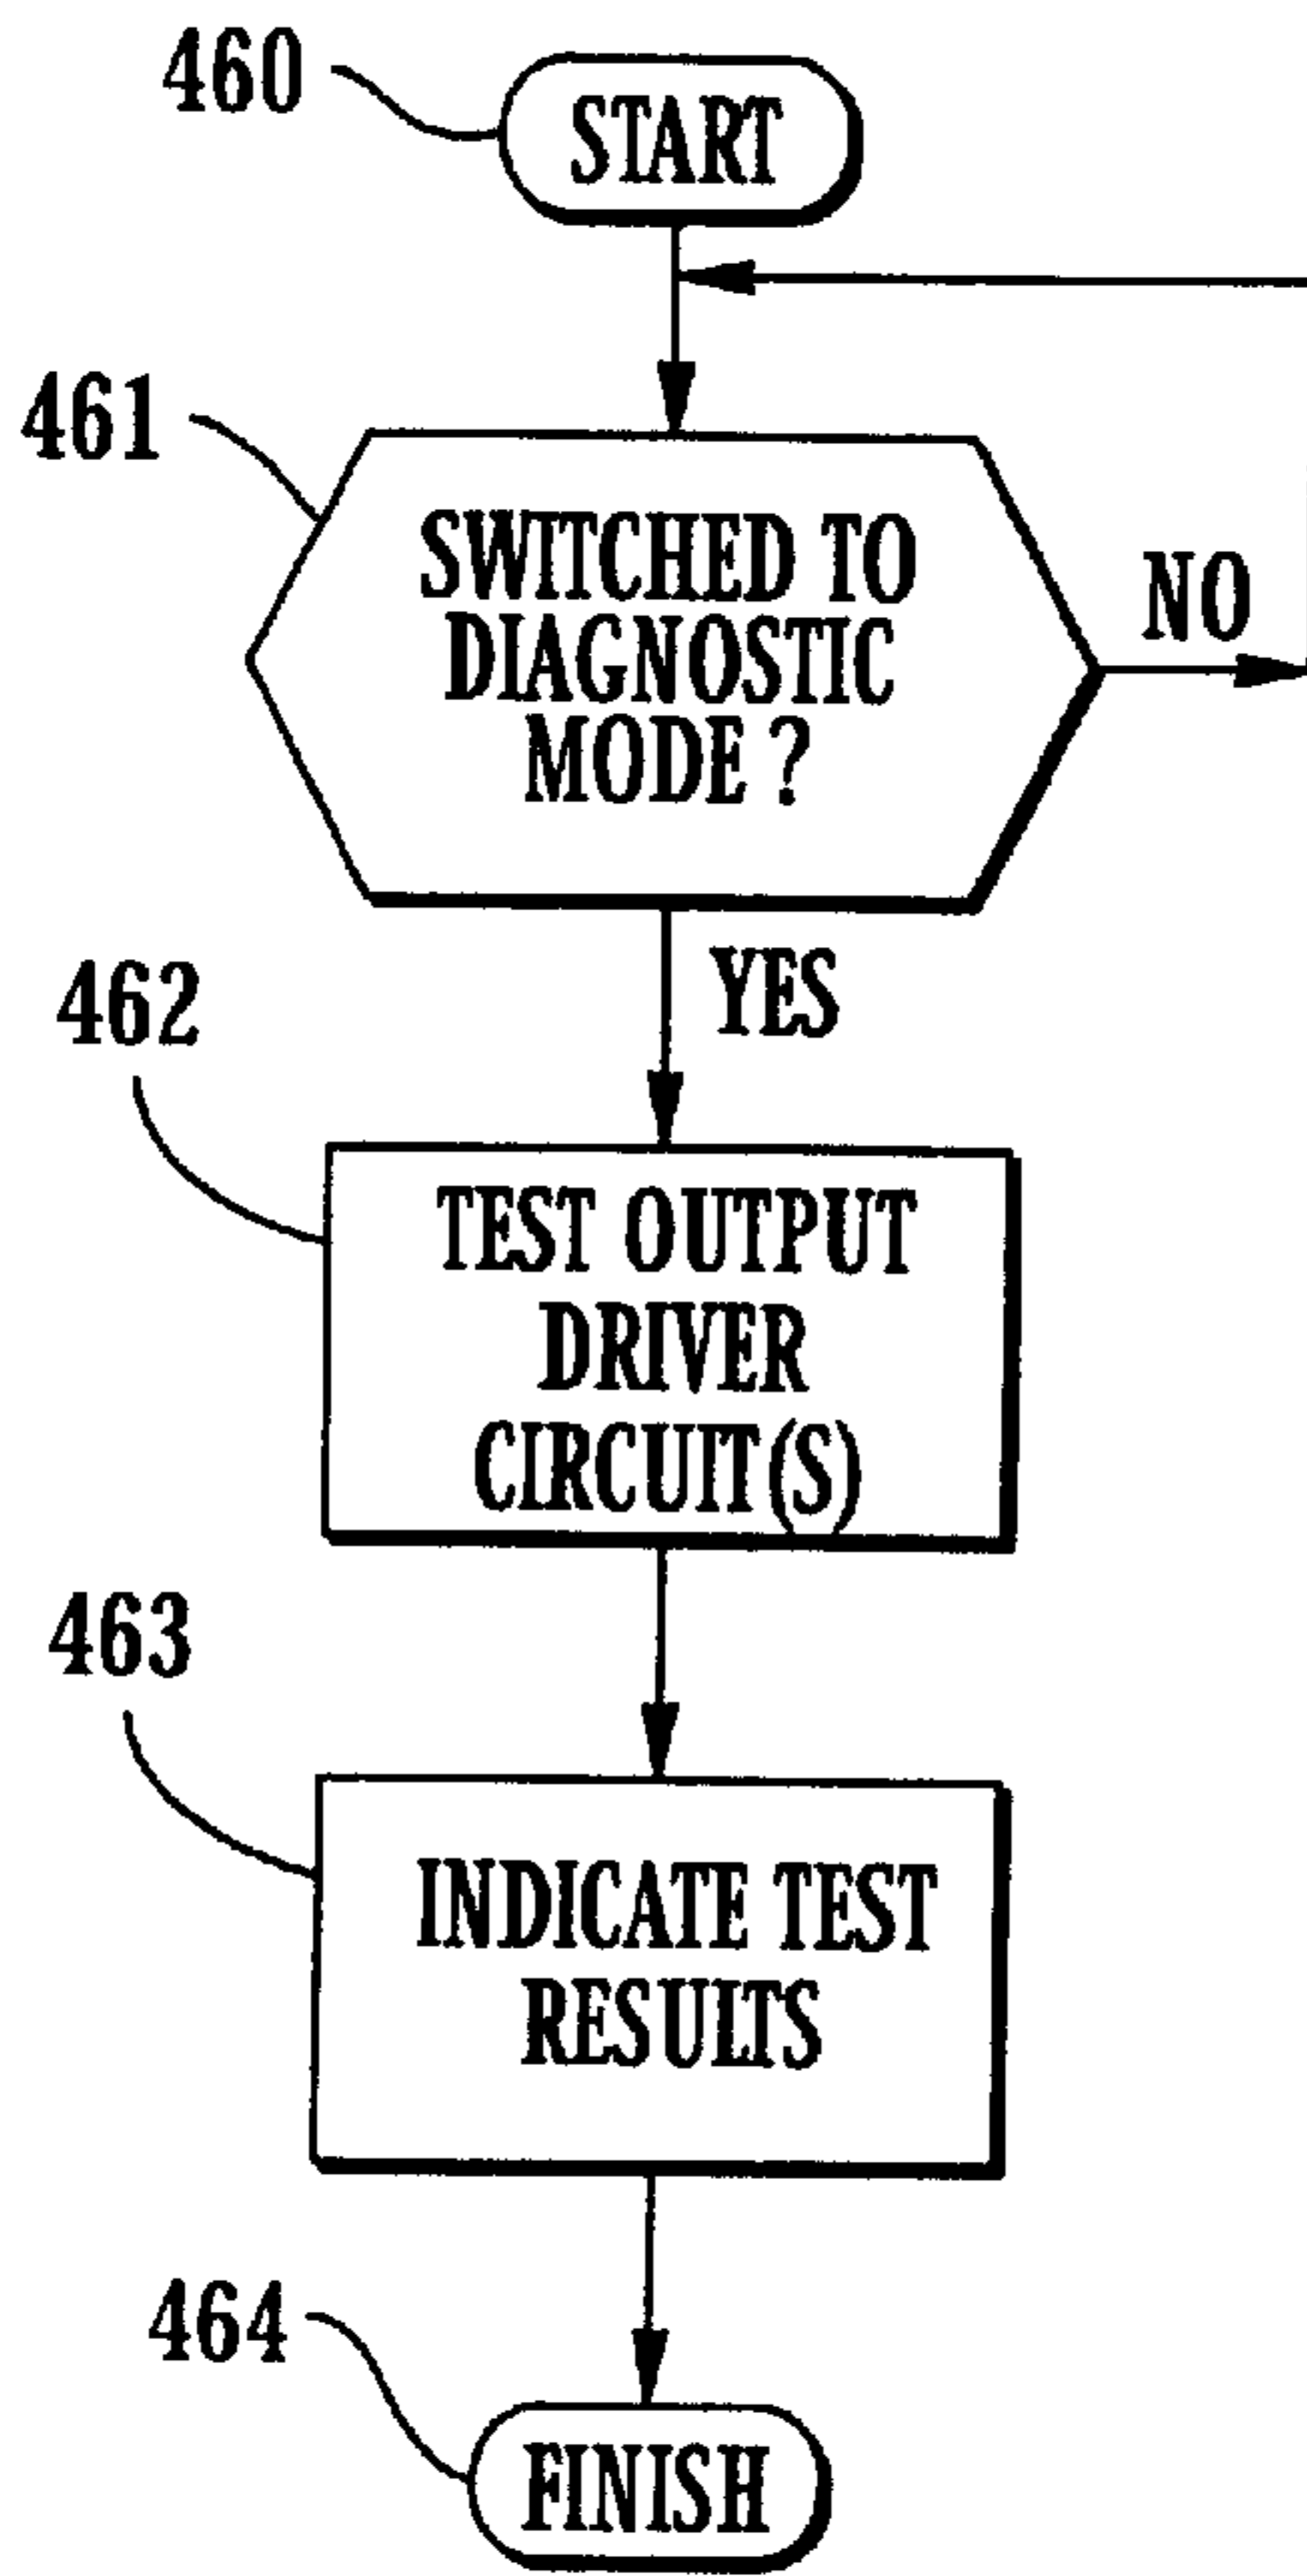 460
START
461
SWITCHED TO
DIAGNOSTIC
MODE ?
NO
YES
462
TEST OUTPUT
DRIVER
CIRCUIT(S)
463
INDICATE TEST
RESULTS
464
FINISH